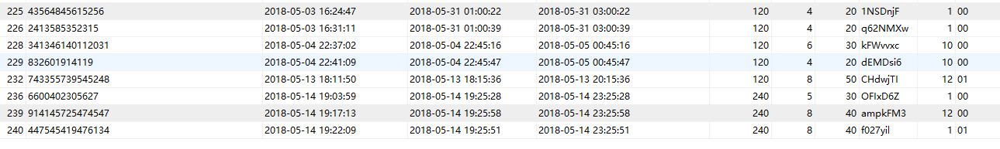 225 43564845615256 2018-05-03 16:24:47 2018-05-31 01:00:22 2018-05-31 03:00:22 120 4 20 1NSDnjF 1 00
226 2413585352315 2018-05-03 16:31:11 2018-05-31 01:00:39 2018-05-31 03:00:39 120 4 20 q62NMXw 1 00
228 341346140112031 2018-05-04 22:37:02 2018-05-04 22:45:16 2018-05-05 00:45:16 120 6 30 kFWvvxc 10 00
229 832601914119 2018-05-04 22:41:09 2018-05-04 22:45:47 2018-05-05 00:45:47 120 4 20 dEMDsi6 10 00
232 743355739545248 2018-05-13 18:11:50 2018-05-13 18:15:36 2018-05-13 20:15:36 120 8 50 CHdwjTI 12 01
236 6600402305627 2018-05-14 19:03:59 2018-05-14 19:25:28 2018-05-14 23:25:28 240 5 30 OFIxD6Z 1 00
239 914145725474547 2018-05-14 19:17:13 2018-05-14 19:25:58 2018-05-14 23:25:58 240 8 40 ampkFM3 12 00
240 447545419476134 2018-05-14 19:22:09 2018-05-14 19:25:51 2018-05-14 23:25:51 240 8 40 f027yil 1 01